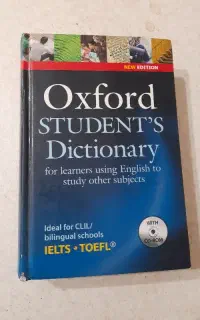 NEW EDITION
Oxford
STUDENT'S
Dictionary
for learners using English to
study other subjects
Ideal for CLIL/
bilingual schools
IELTS • TOEFL®
WITH
CD-ROM